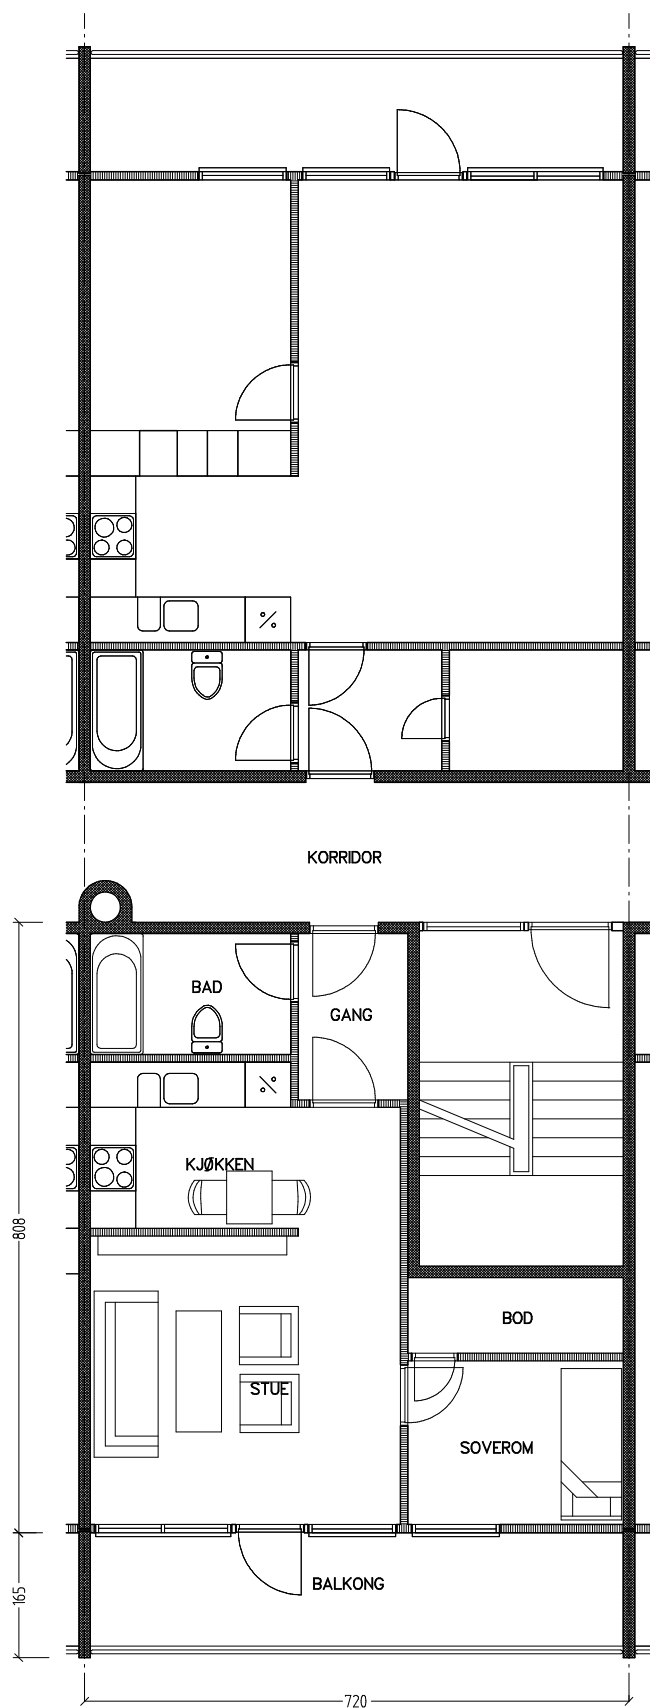 KORRIDOR
BAD
GANG
KJØKKEN
808
BOD
STUE
SOVEROM
BALKONG
165
720